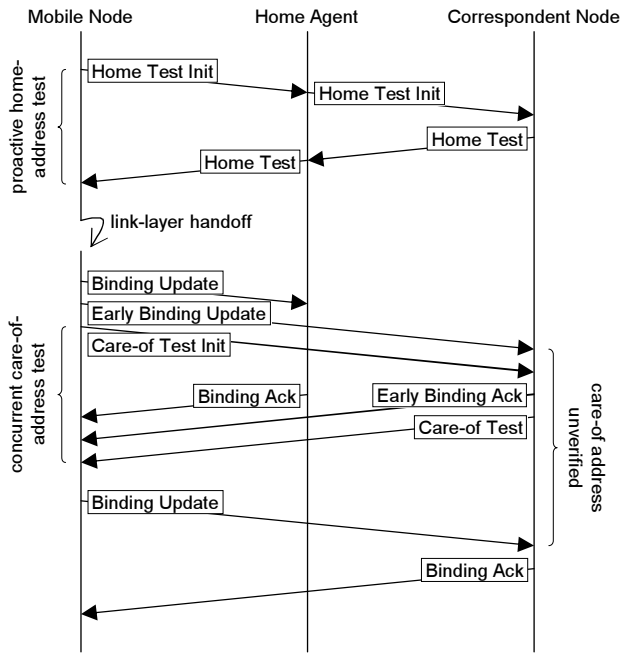 Mobile Node
Home Agent
Correspondent Node
proactive home-
address test
Home Test Init
Home Test Init
Home Test
Home Test
link-layer handoff
Binding Update
Early Binding Update
Care-of Test Init
concurrent care-of-
address test
Binding Ack
Early Binding Ack
Care-of Test
care-of address
unverified
Binding Update
Binding Ack